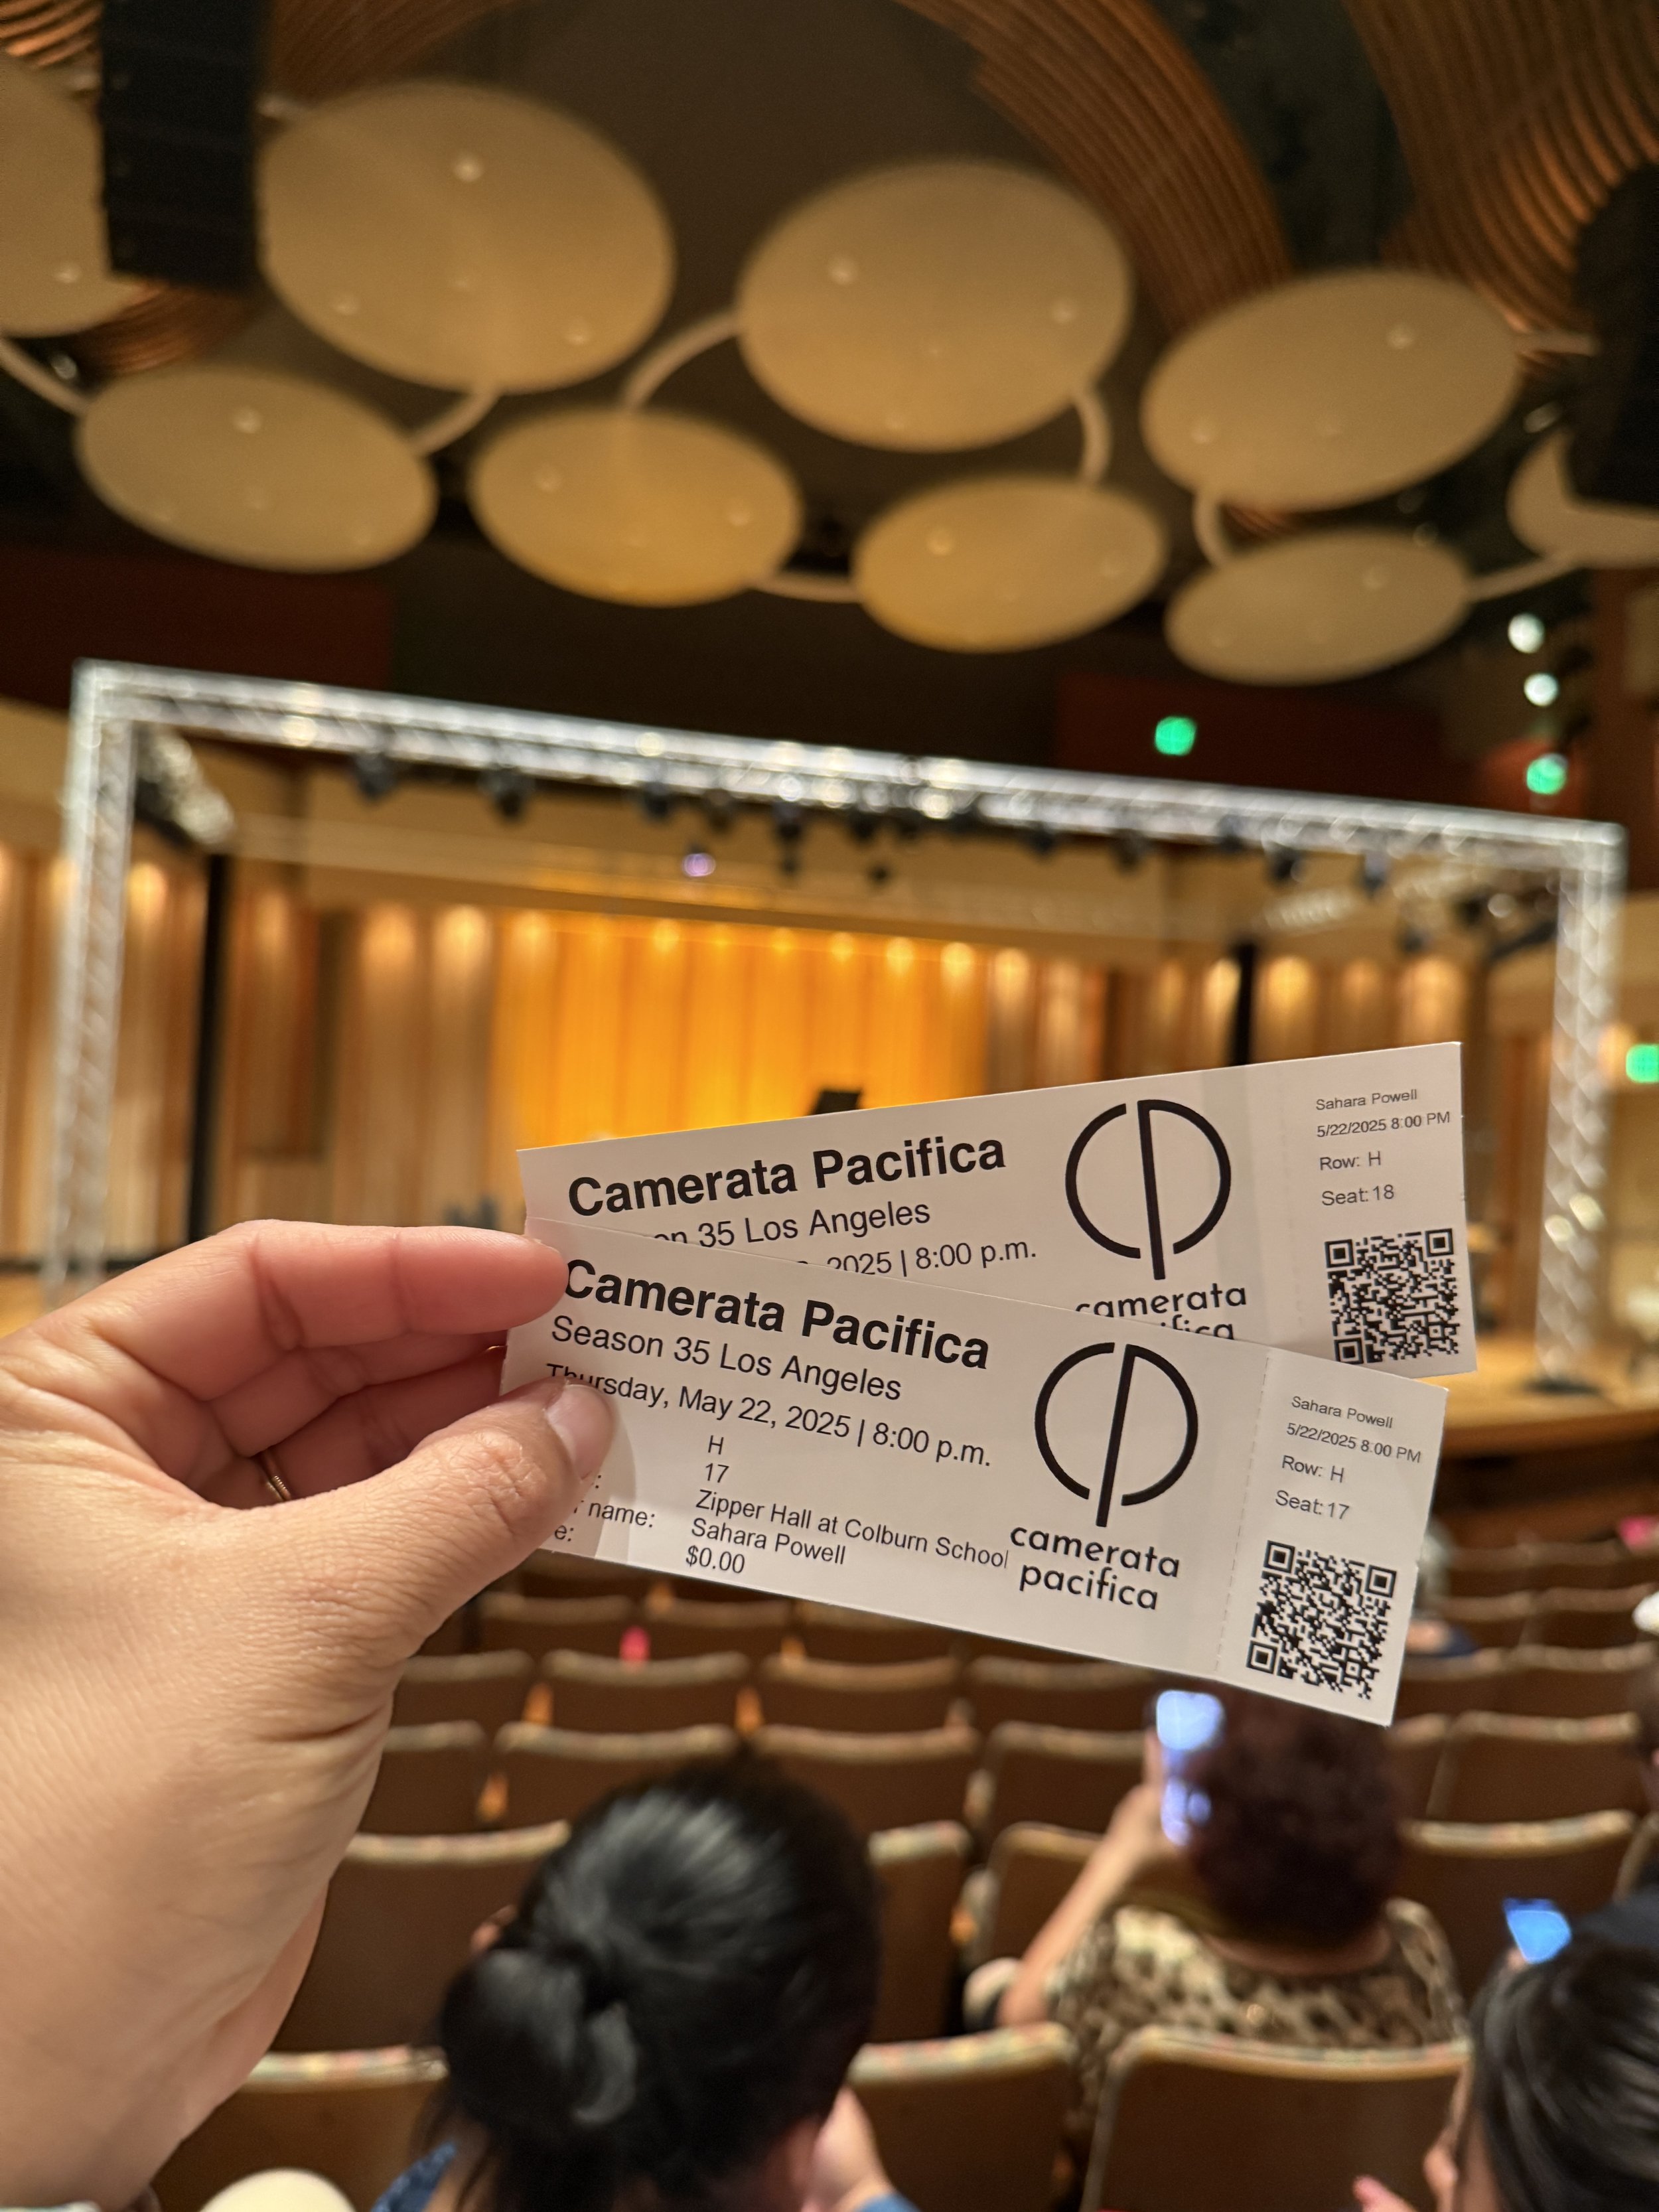 Camerata Pacifica
on 35 Los Angeles
2025 | 8:00 p.m.
camerata
Sahara Powell
5/22/2025 8:00 PM
Row: H
Seat:18
Camerata Pacifica
Season 35 Los Angeles
Thursday, May 22, 2025 | 8:00 p.m.
H
: 17
Zipper Hall at Colburn School
name: Sahara Powell
e: $0.00
camerata
pacifica
Sahara Powell
5/22/2025 8:00 PM
Row: H
Seat:17